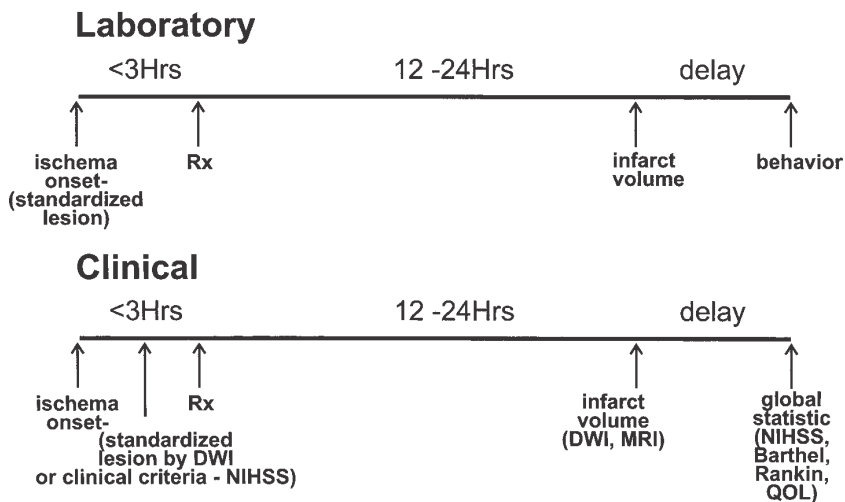 Laboratory
<3Hrs 12 -24Hrs delay
ischema
onset-
(standardized
lesion)
Rx
infarct
volume
behavior
Clinical
<3Hrs 12 -24Hrs delay
ischema
onset-
(standardized
lesion by DWI
or clinical criteria - NIHSS)
Rx
infarct
volume
(DWI, MRI)
global
statistic
(NIHSS,
Barthel,
Rankin,
QOL)